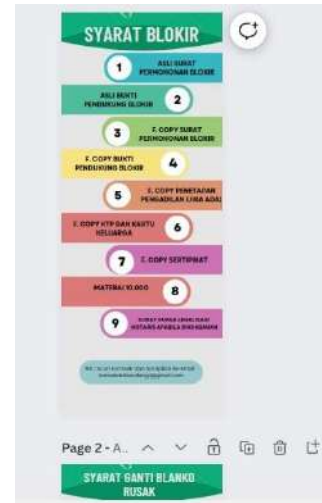 SYARAT BLOKIR
1
ASLI SURAT
PERMOHONAN BLOKIR
ASLI BUKTI
PENDUKUNG BLOKIR
2
3
F. COPY SURAT
PERMOHONAN BLOKIR
F. COPY BUKTI
PENDUKUNG BLOKIR
4
5
F. COPY PENETAPAN
PENGADILAN (JIKA ADA)
F. COPY KTP DAN KARTU
KELUARGA
6
7
F. COPY SERTIPIKAT
MATERAI 10.000
8
9
Page 2 - A..
SYARAT GANTI BLANKO
RUSAK